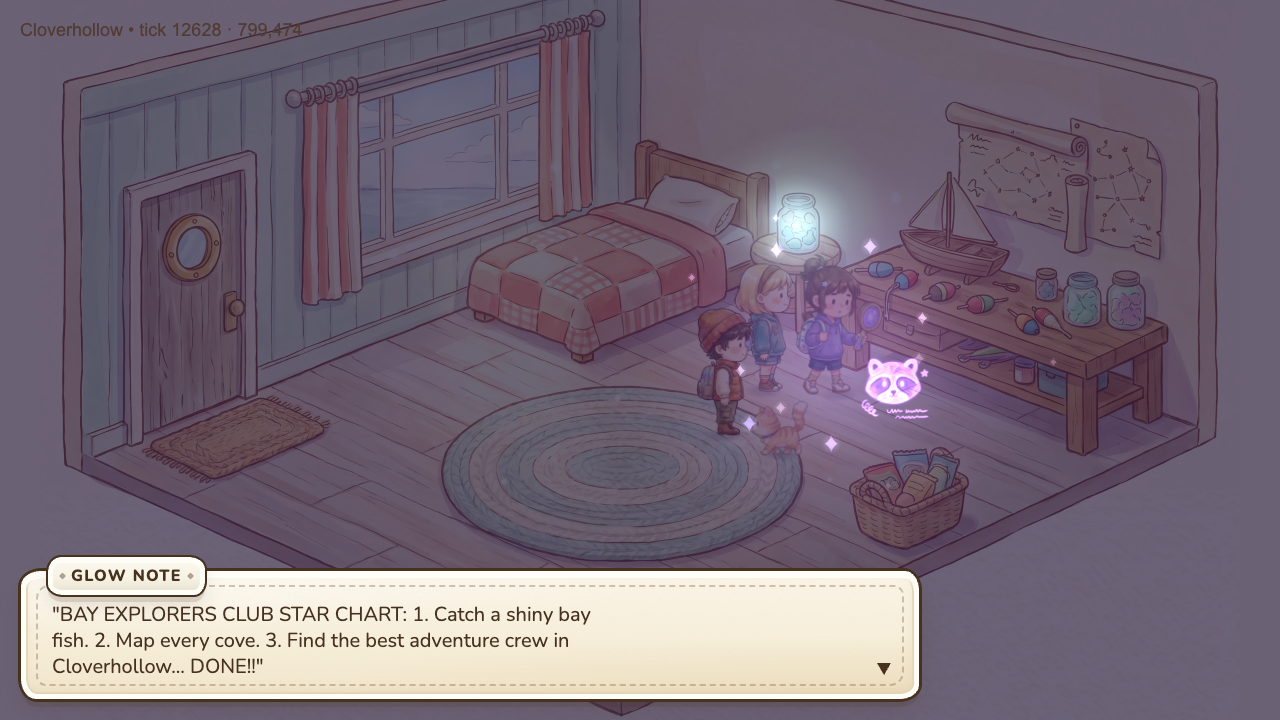 Cloverhollow • tick 12628 · 799,474
GLOW NOTE
"BAY EXPLORERS CLUB STAR CHART: 1. Catch a shiny bay
fish. 2. Map every cove. 3. Find the best adventure crew in
Cloverhollow... DONE!!"